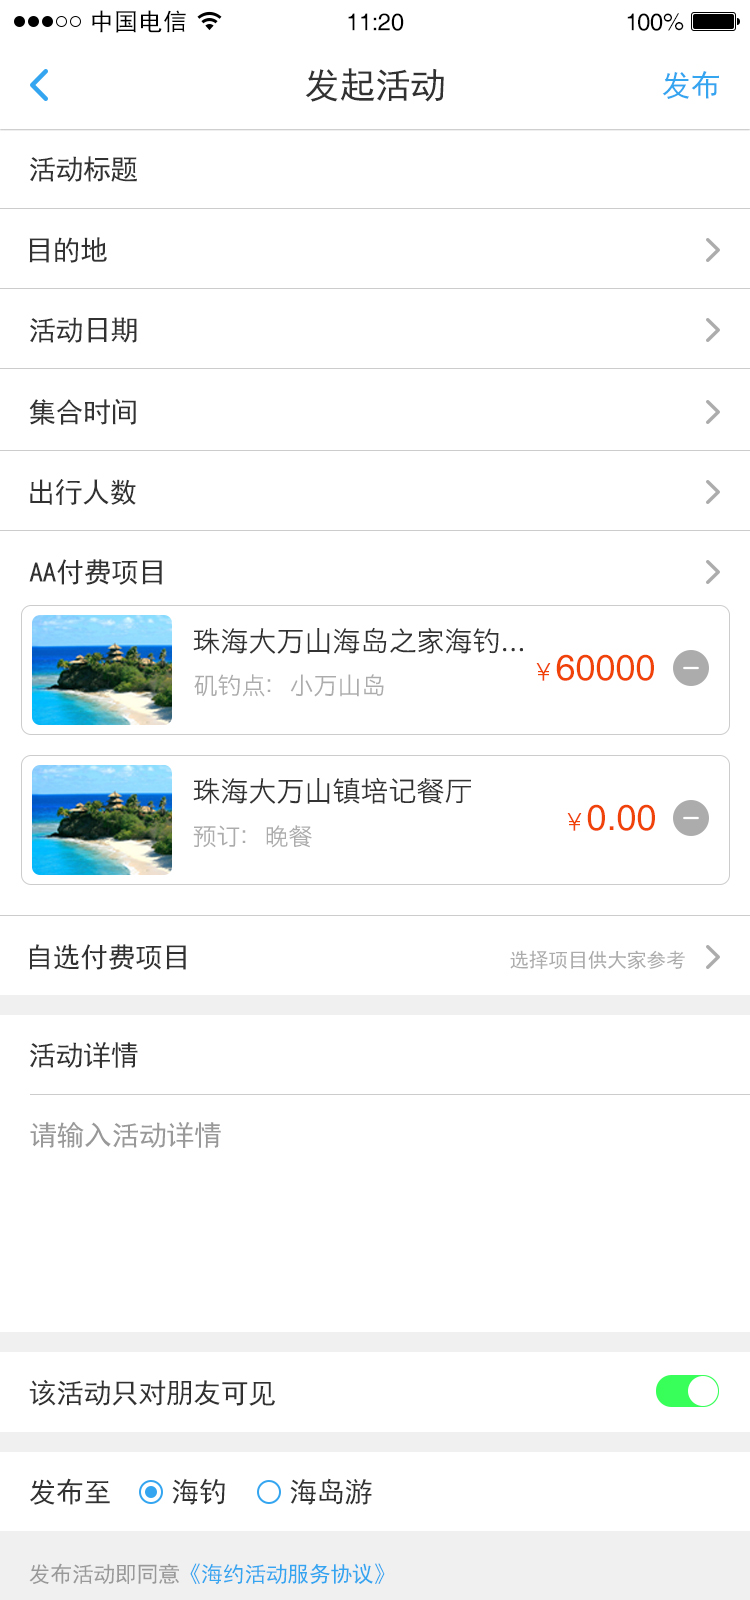 中国电信 11:20 100%
发起活动 发布
活动标题
目的地
活动日期
集合时间
出行人数
AA付费项目
珠海大万山海岛之家海钓...
¥60000
矶钓点： 小万山岛
珠海大万山镇培记餐厅
¥0.00
预订： 晚餐
自选付费项目 选择项目供大家参考
活动详情
请输入活动详情
该活动只对朋友可见
发布至 海钓 海岛游
发布活动即同意《海约活动服务协议》